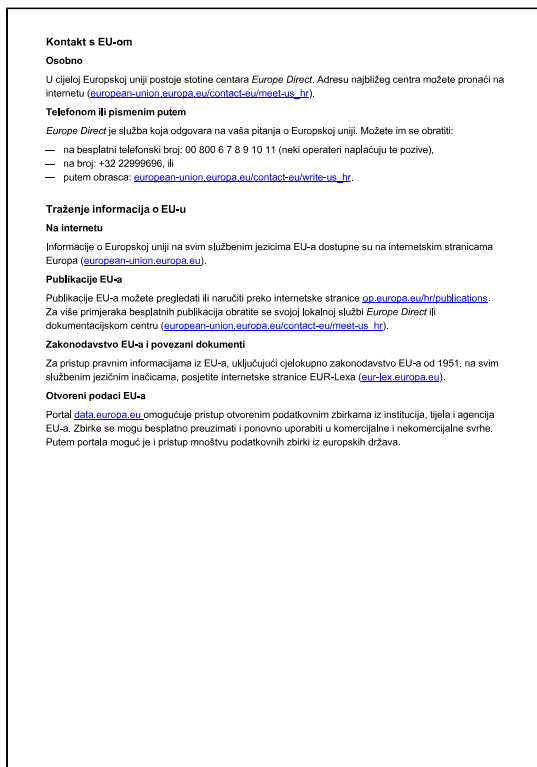 Kontakt s EU-om
Osobno
U cijeloj Europskoj uniji postoje stotine centara Europe Direct. Adresu najbližeg centra možete pronaći na
internetu (european-union.europa.eu/contact-eu/meet-us_hr).
Telefonom ili pismenim putem
Europe Direct je služba koja odgovara na vaša pitanja o Europskoj uniji. Možete im se obratiti:
— na besplatni telefonski broj: 00 800 6 7 8 9 10 11 (neki operateri naplaćuju te pozive),
— na broj: +32 22999696, ili
— putem obrasca: european-union.europa.eu/contact-eu/write-us_hr.
Traženje informacija o EU-u
Na internetu
Informacije o Europskoj uniji na svim službenim jezicima EU-a dostupne su na internetskim stranicama
Europa (european-union.europa.eu).
Publikacije EU-a
Publikacije EU-a možete pregledati ili naručiti preko internetske stranice op.europa.eu/hr/publications.
Za više primjeraka besplatnih publikacija obratite se svojoj lokalnoj službi Europe Direct ili
dokumentacijskom centru (european-union.europa.eu/contact-eu/meet-us_hr).
Zakonodavstvo EU-a i povezani dokumenti
Za pristup pravnim informacijama iz EU-a, uključujući cjelokupno zakonodavstvo EU-a od 1951. na svim
službenim jezičnim inačicama, posjetite internetske stranice EUR-Lexa (eur-lex.europa.eu).
Otvoreni podaci EU-a
Portal data.europa.eu omogućuje pristup otvorenim podatkovnim zbirkama iz institucija, tijela i agencija
EU-a. Zbirke se mogu besplatno preuzimati i ponovno uporabiti u komercijalne i nekomercijalne svrhe.
Putem portala moguć je i pristup mnoštvu podatkovnih zbirki iz europskih država.